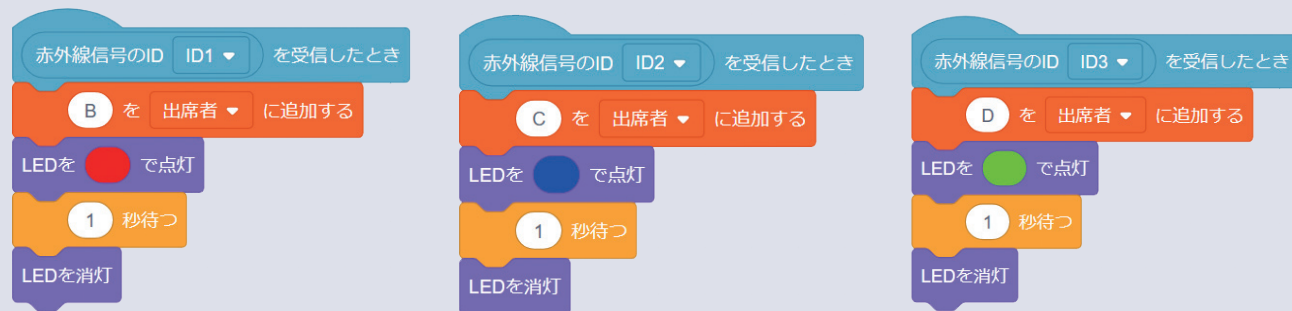 赤外線信号のID ID1 を受信したとき
B を 出席者 に追加する
LEDを で点灯
1 秒待つ
LEDを消灯
赤外線信号のID ID2 を受信したとき
C を 出席者 に追加する
LEDを で点灯
1 秒待つ
LEDを消灯
赤外線信号のID ID3 を受信したとき
D を 出席者 に追加する
LEDを で点灯
1 秒待つ
LEDを消灯